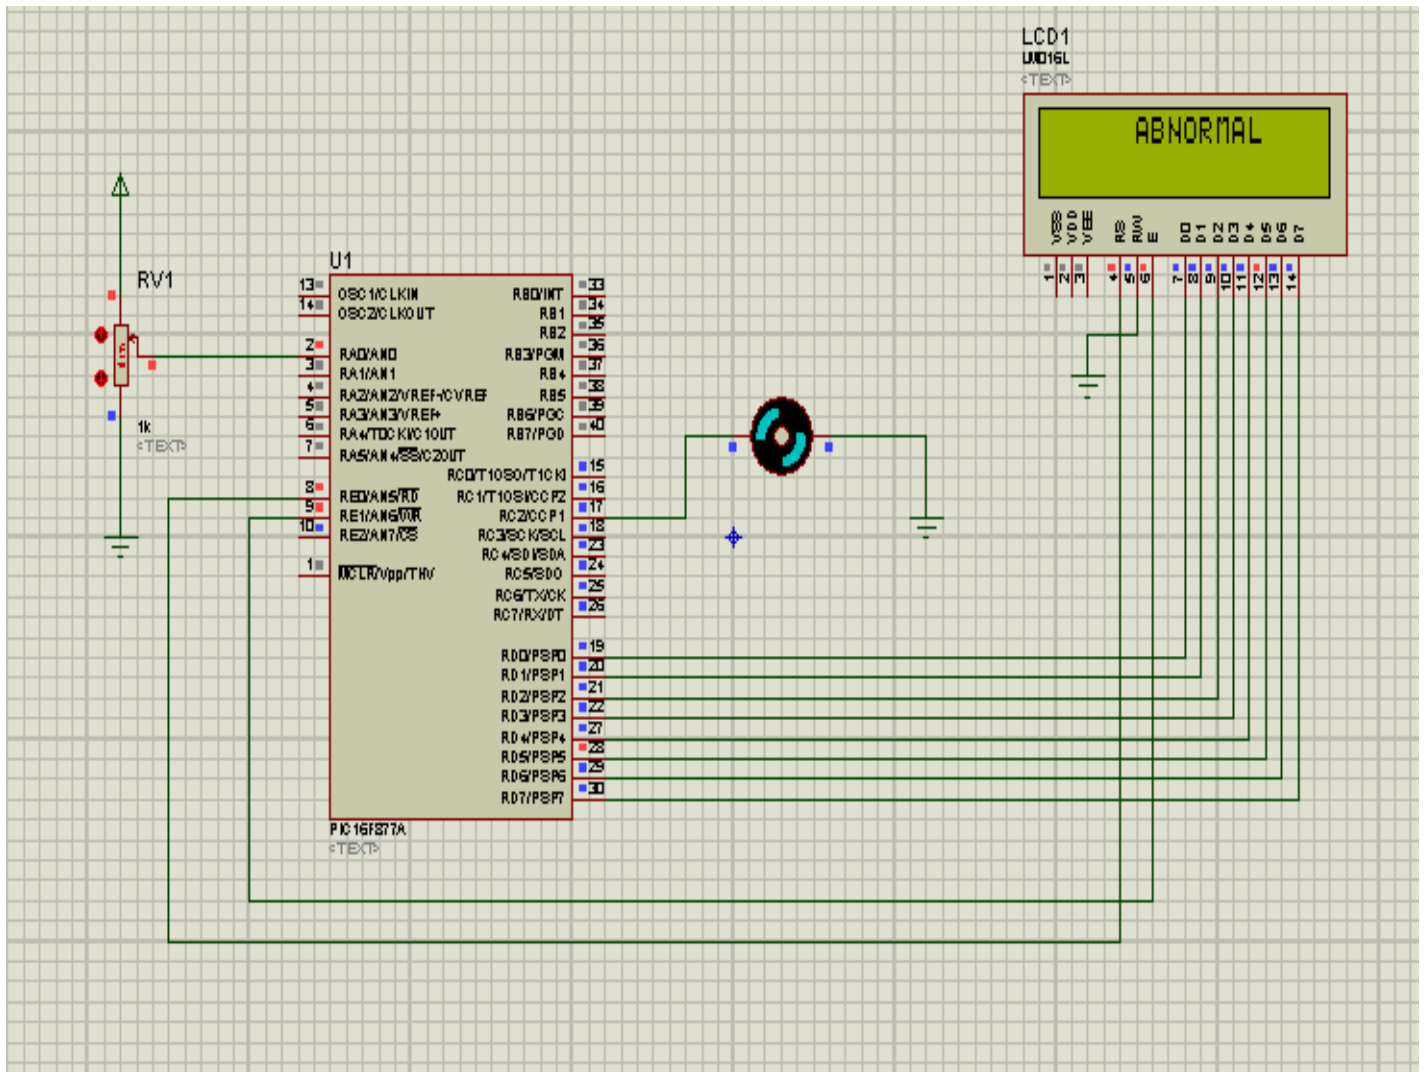 LCD1
LM016L
<TEXT>
ABNORMAL
VSS
VDD
VEE
RS
RW
E
D0
D1
D2
D3
D4
D5
D6
D7
1
2
3
4
5
6
7
8
9
10
11
12
13
14
RV1
1k
<TEXT>
U1
13
OSC1/CLKIN
14
OSC2/CLKOUT
2
RA0/AN0
3
RA1/AN1
4
RA2/AN2/VREF-/CVREF
5
RA3/AN3/VREF+
6
RA4/T0CKI/C1OUT
7
RA5/AN4/SS/C2OUT
8
RE0/AN5/RD
9
RE1/AN6/WR
10
RE2/AN7/CS
1
MCLR/Vpp/THV
RB0/INT
33
RB1
34
RB2
35
RB3/PGM
36
RB4
37
RB5
38
RB6/PGC
39
RB7/PGD
40
RC0/T1OSO/T1CKI
15
RC1/T1OSI/CCP2
16
RC2/CCP1
17
RC3/SCK/SCL
18
RC4/SDI/SDA
23
RC5/SDO
24
RC6/TX/CK
25
RC7/RX/DT
26
RD0/PSP0
19
RD1/PSP1
20
RD2/PSP2
21
RD3/PSP3
22
RD4/PSP4
27
RD5/PSP5
28
RD6/PSP6
29
RD7/PSP7
30
PIC16F877A
<TEXT>